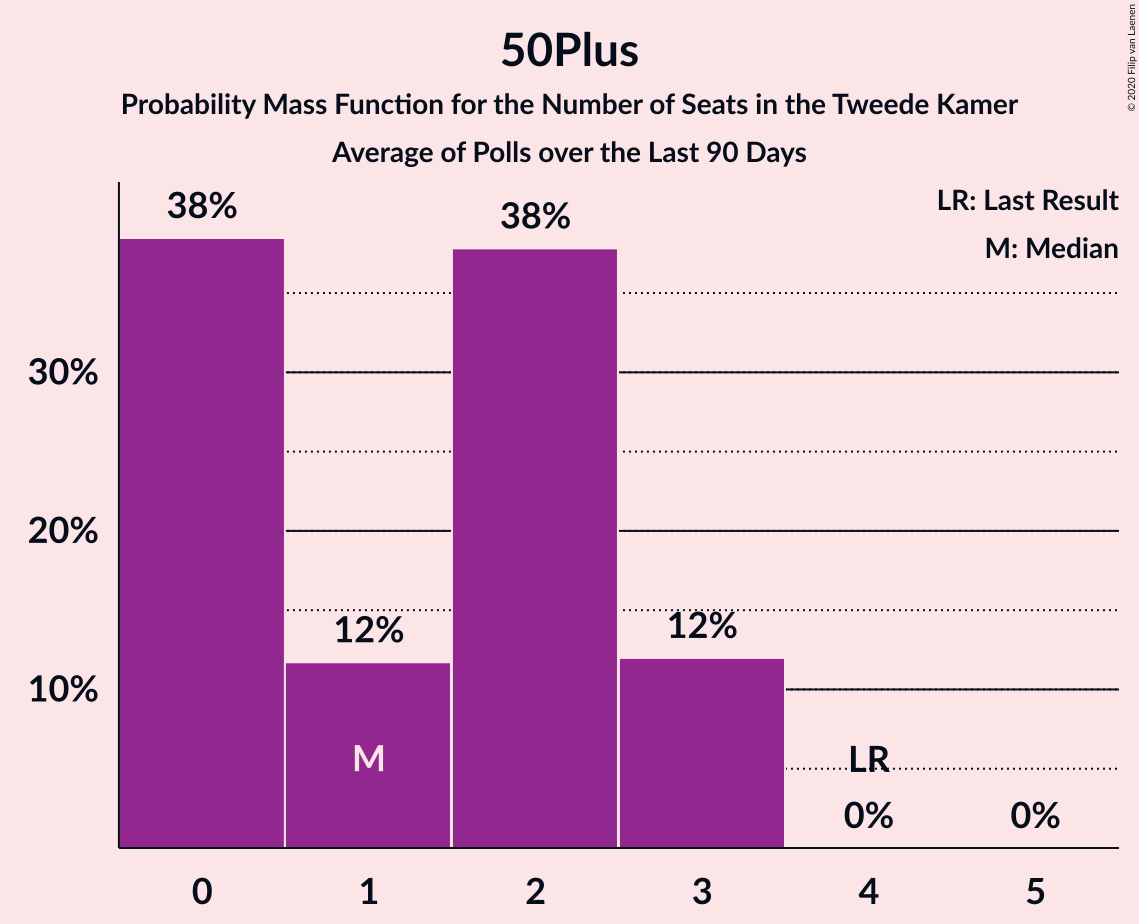 50Plus
Probability Mass Function for the Number of Seats in the Tweede Kamer
Average of Polls over the Last 90 Days
© 2020 Filip van Laenen
LR: Last Result
M: Median
38%
12%
38%
12%
0%
0%
M
LR
30%
20%
10%
0 1 2 3 4 5